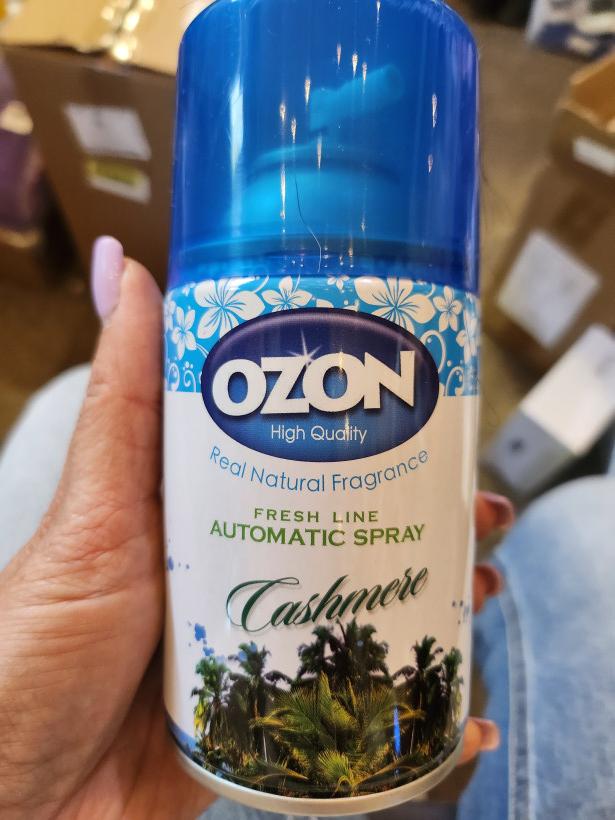 OZON
High Quality
Real Natural Fragrance
FRESH LINE
AUTOMATIC SPRAY
Cashmere